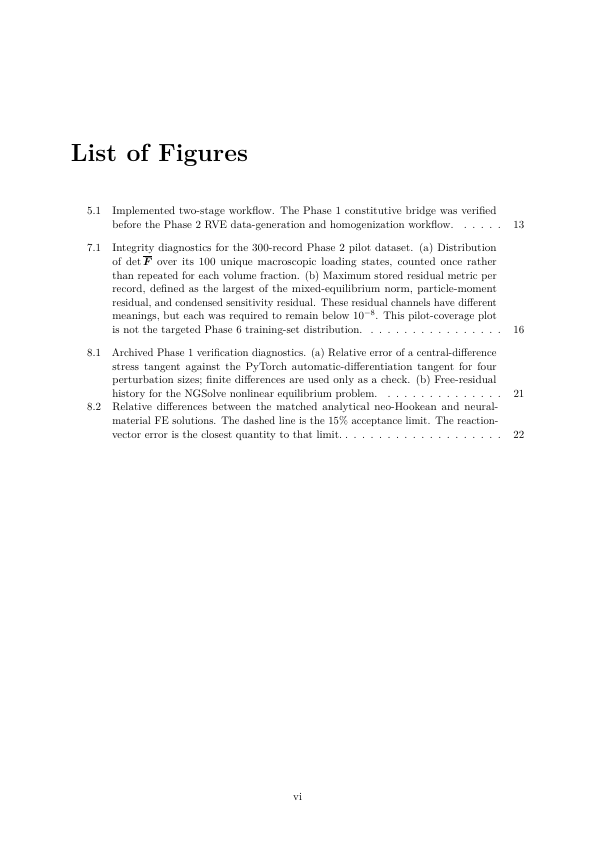 List of Figures
5.1 Implemented two-stage workflow. The Phase 1 constitutive bridge was verified
before the Phase 2 RVE data-generation and homogenization workflow. . . . . . 13
7.1 Integrity diagnostics for the 300-record Phase 2 pilot dataset. (a) Distribution
of det F̅ over its 100 unique macroscopic loading states, counted once rather
than repeated for each volume fraction. (b) Maximum stored residual metric per
record, defined as the largest of the mixed-equilibrium norm, particle-moment
residual, and condensed sensitivity residual. These residual channels have different
meanings, but each was required to remain below 10⁻⁸. This pilot-coverage plot
is not the targeted Phase 6 training-set distribution. . . . . . . . . . . . . . . . . 16
8.1 Archived Phase 1 verification diagnostics. (a) Relative error of a central-difference
stress tangent against the PyTorch automatic-differentiation tangent for four
perturbation sizes; finite differences are used only as a check. (b) Free-residual
history for the NGSolve nonlinear equilibrium problem. . . . . . . . . . . . . . . 21
8.2 Relative differences between the matched analytical neo-Hookean and neural-
material FE solutions. The dashed line is the 15% acceptance limit. The reaction-
vector error is the closest quantity to that limit. . . . . . . . . . . . . . . . . . . . 22
vi